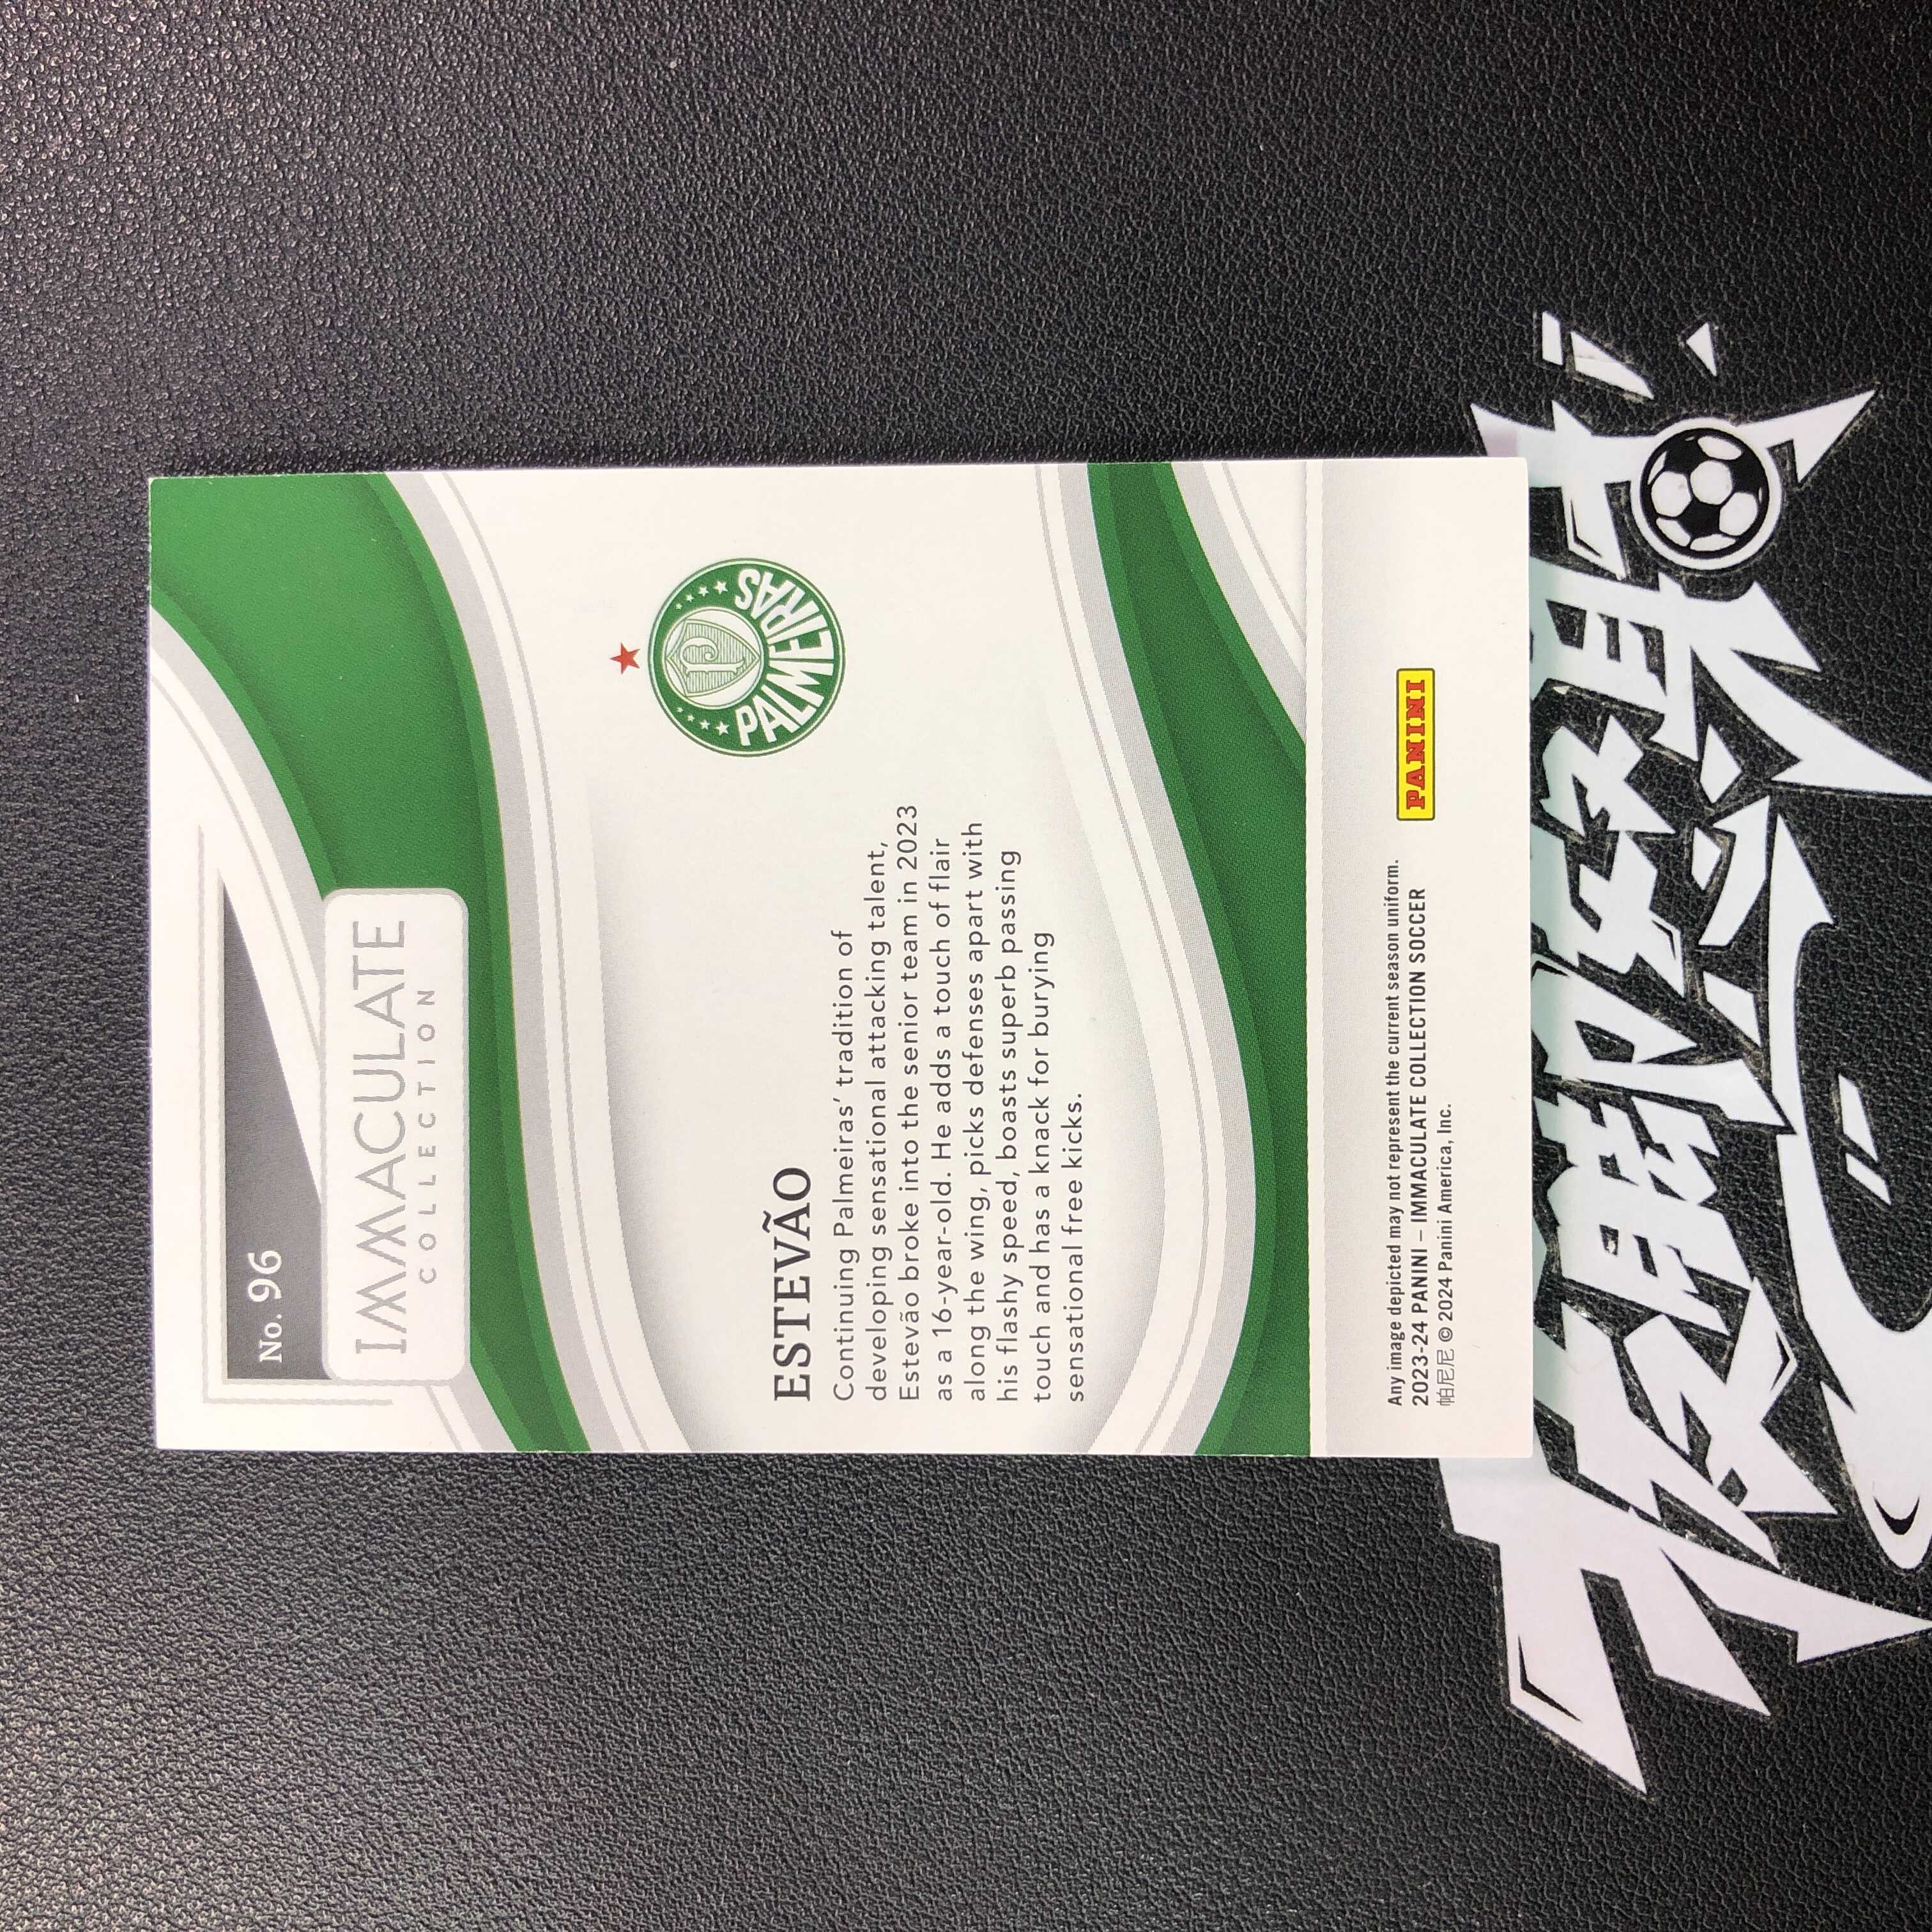 No. 96
IMMACULATE
COLLECTION
PALMEIRAS
P
ESTEVÃO
Continuing Palmeiras’ tradition of
developing sensational attacking talent,
Estevão broke into the senior team in 2023
as a 16-year-old. He adds a touch of flair
along the wing, picks defenses apart with
his flashy speed, boasts superb passing
touch and has a knack for burying
sensational free kicks.
Any image depicted may not represent the current season uniform.
2023-24 PANINI – IMMACULATE COLLECTION SOCCER
帕尼尼 © 2024 Panini America, Inc.
PANINI